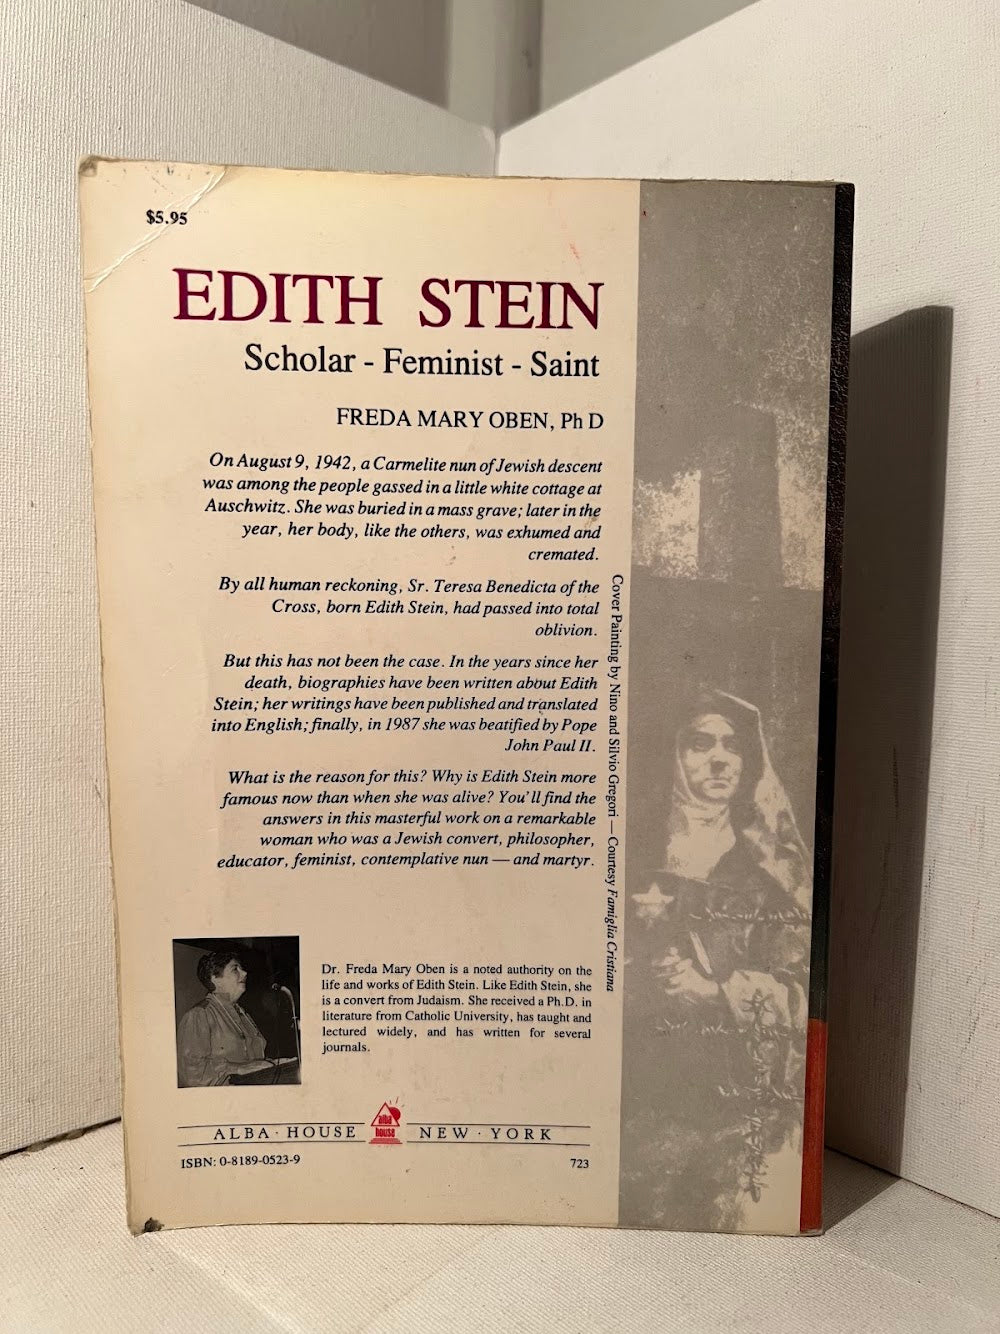 $5.95
EDITH STEIN
Scholar - Feminist - Saint
FREDA MARY OBEN, Ph D
On August 9, 1942, a Carmelite nun of Jewish descent
was among the people gassed in a little white cottage at
Auschwitz. She was buried in a mass grave; later in the
year, her body, like the others, was exhumed and
cremated.
By all human reckoning, Sr. Teresa Benedicta of the
Cross, born Edith Stein, had passed into total
oblivion.
But this has not been the case. In the years since her
death, biographies have been written about Edith
Stein; her writings have been published and translated
into English; finally, in 1987 she was beatified by Pope
John Paul II.
What is the reason for this? Why is Edith Stein more
famous now than when she was alive? You'll find the
answers in this masterful work on a remarkable
woman who was a Jewish convert, philosopher,
educator, feminist, contemplative nun — and martyr.
Cover Painting by Nino and Silvio Gregori — Courtesy Famiglia Cristiana
Dr. Freda Mary Oben is a noted authority on the
life and works of Edith Stein. Like Edith Stein, she
is a convert from Judaism. She received a Ph.D. in
literature from Catholic University, has taught and
lectured widely, and has written for several
journals.
ALBA · HOUSE alba house NEW · YORK
ISBN: 0-8189-0523-9 723